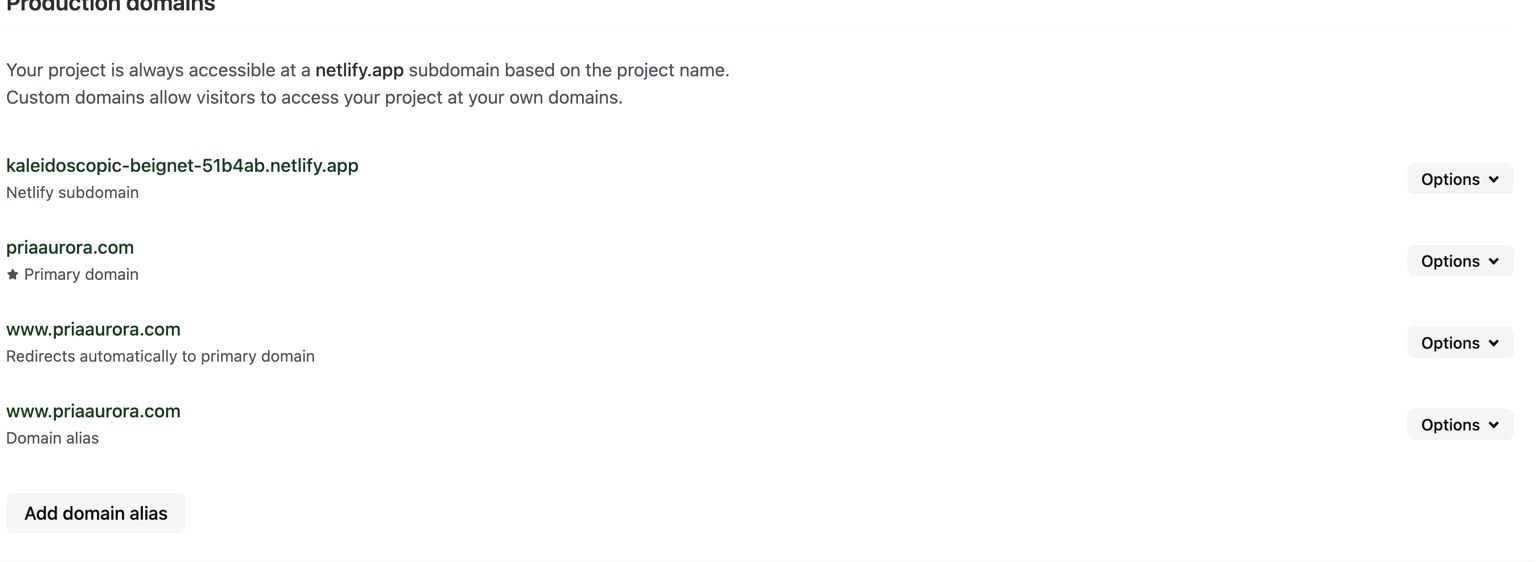 Production domains
Your project is always accessible at a netlify.app subdomain based on the project name.
Custom domains allow visitors to access your project at your own domains.
kaleidoscopic-beignet-51b4ab.netlify.app
Netlify subdomain
Options
priaaurora.com
★ Primary domain
Options
www.priaaurora.com
Redirects automatically to primary domain
Options
www.priaaurora.com
Domain alias
Options
Add domain alias